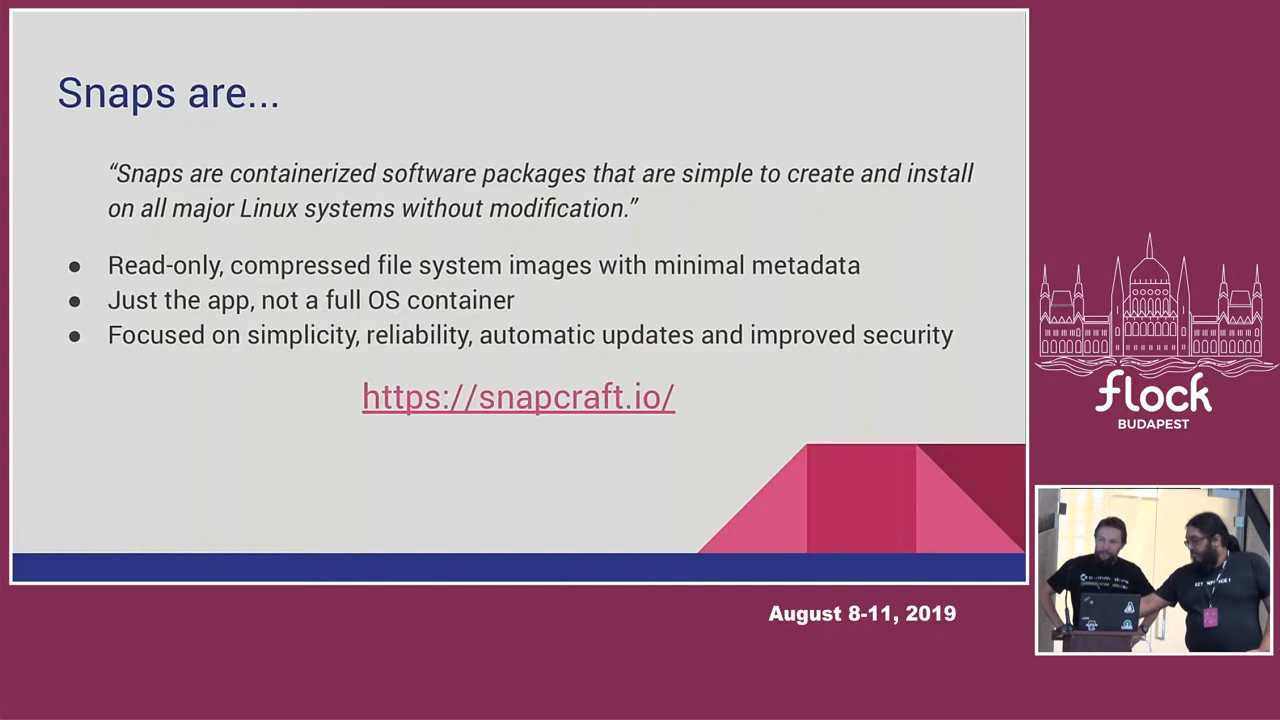 Snaps are...
“Snaps are containerized software packages that are simple to create and install
on all major Linux systems without modification.”
● Read-only, compressed file system images with minimal metadata
● Just the app, not a full OS container
● Focused on simplicity, reliability, automatic updates and improved security
https://snapcraft.io/
flock
BUDAPEST
August 8-11, 2019